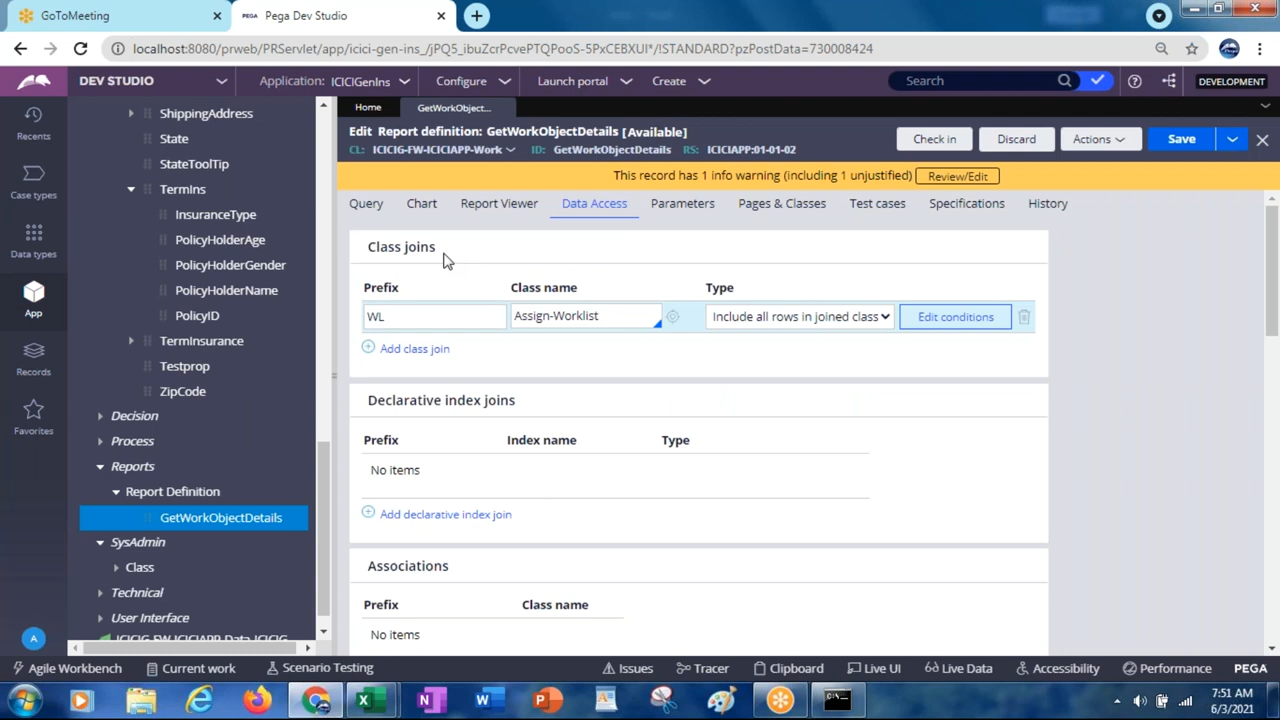 GoToMeeting
PEGA Pega Dev Studio
localhost:8080/prweb/PRServlet/app/icici-gen-ins_/jPQ5_ibuZcrPcvePTQPooS-5PxCEBXUI*/!STANDARD?pzPostData=730008424
DEV STUDIO
Application: ICICIGenIns
Configure
Launch portal
Create
Search
DEVELOPMENT
Recents
Case types
Data types
App
Records
Favorites
A
ShippingAddress
State
StateToolTip
TermIns
InsuranceType
PolicyHolderAge
PolicyHolderGender
PolicyHolderName
PolicyID
TermInsurance
Testprop
ZipCode
Decision
Process
Reports
Report Definition
GetWorkObjectDetails
SysAdmin
Class
Technical
User Interface
ICICIG-FW-ICICIAPP-Data-ICICIG
Home
GetWorkObject...
Edit Report definition: GetWorkObjectDetails [Available]
CL: ICICIG-FW-ICICIAPP-Work ID: GetWorkObjectDetails RS: ICICIAPP:01-01-02
Check in
Discard
Actions
Save
This record has 1 info warning (including 1 unjustified) Review/Edit
Query Chart Report Viewer Data Access Parameters Pages & Classes Test cases Specifications History
Class joins
Prefix Class name Type
WL Assign-Worklist Include all rows in joined class Edit conditions
Add class join
Declarative index joins
Prefix Index name Type
No items
Add declarative index join
Associations
Prefix Class name
No items
Agile Workbench Current work Scenario Testing Issues Tracer Clipboard Live UI Live Data Accessibility Performance PEGA
7:51 AM
6/3/2021